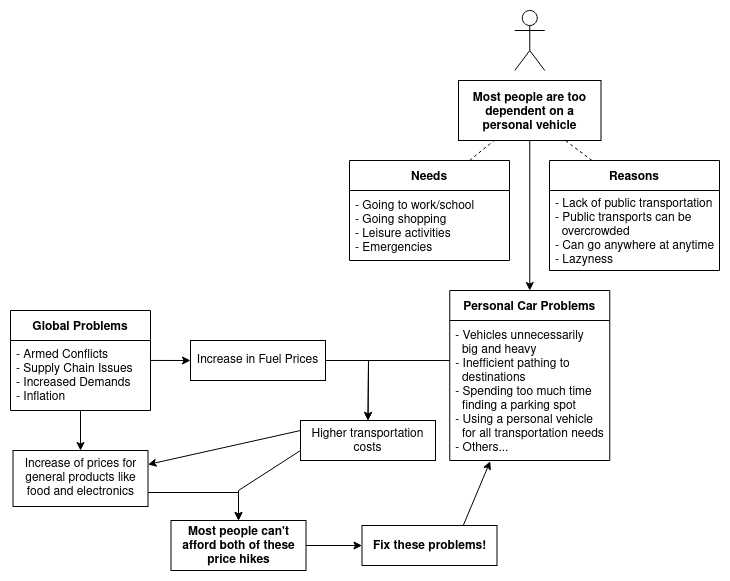 Most people are too
dependent on a
personal vehicle
Needs
- Going to work/school
- Going shopping
- Leisure activities
- Emergencies
Reasons
- Lack of public transportation
- Public transports can be
overcrowded
- Can go anywhere at anytime
- Lazyness
Personal Car Problems
- Vehicles unnecessarily
big and heavy
- Inefficient pathing to
destinations
- Spending too much time
finding a parking spot
- Using a personal vehicle
for all transportation needs
- Others...
Global Problems
- Armed Conflicts
- Supply Chain Issues
- Increased Demands
- Inflation
Increase in Fuel Prices
Higher transportation
costs
Increase of prices for
general products like
food and electronics
Most people can't
afford both of these
price hikes
Fix these problems!